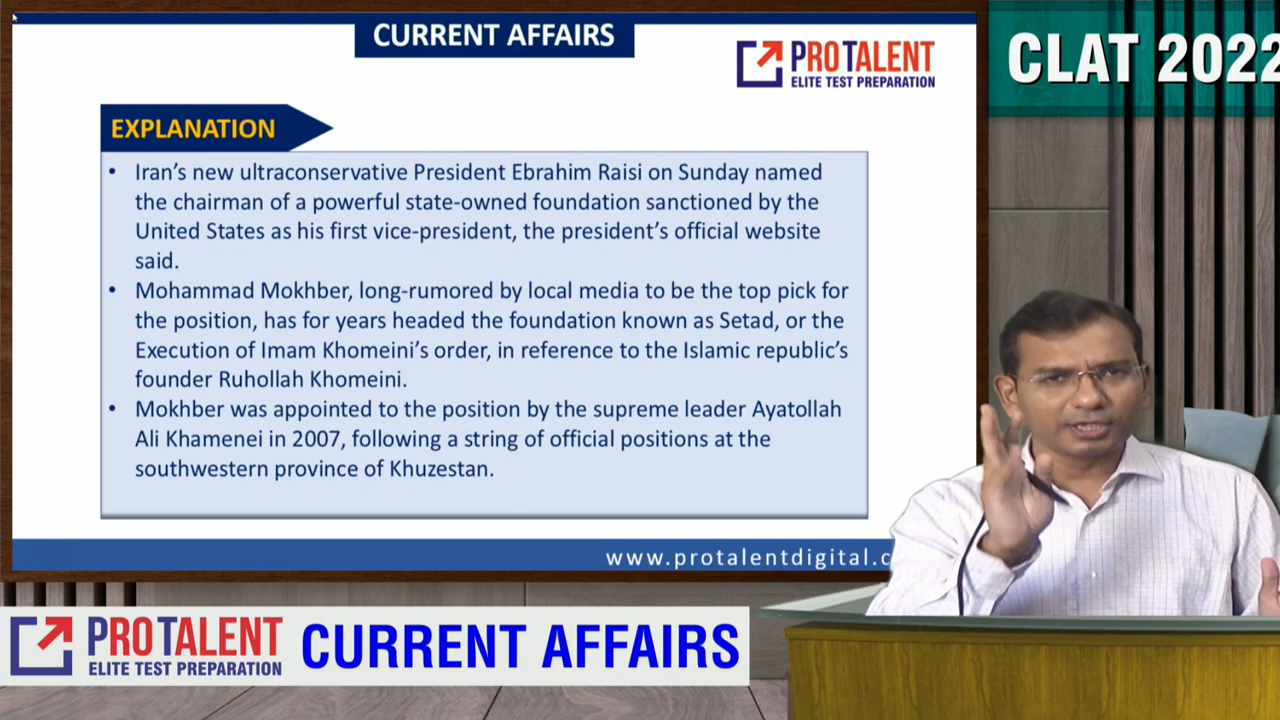 CURRENT AFFAIRS
PROTALENT
ELITE TEST PREPARATION
CLAT 2022
EXPLANATION
• Iran's new ultraconservative President Ebrahim Raisi on Sunday named
the chairman of a powerful state-owned foundation sanctioned by the
United States as his first vice-president, the president's official website
said.
• Mohammad Mokhber, long-rumored by local media to be the top pick for
the position, has for years headed the foundation known as Setad, or the
Execution of Imam Khomeini's order, in reference to the Islamic republic's
founder Ruhollah Khomeini.
• Mokhber was appointed to the position by the supreme leader Ayatollah
Ali Khamenei in 2007, following a string of official positions at the
southwestern province of Khuzestan.
www.protalentdigital.c
PROTALENT
ELITE TEST PREPARATION
CURRENT AFFAIRS